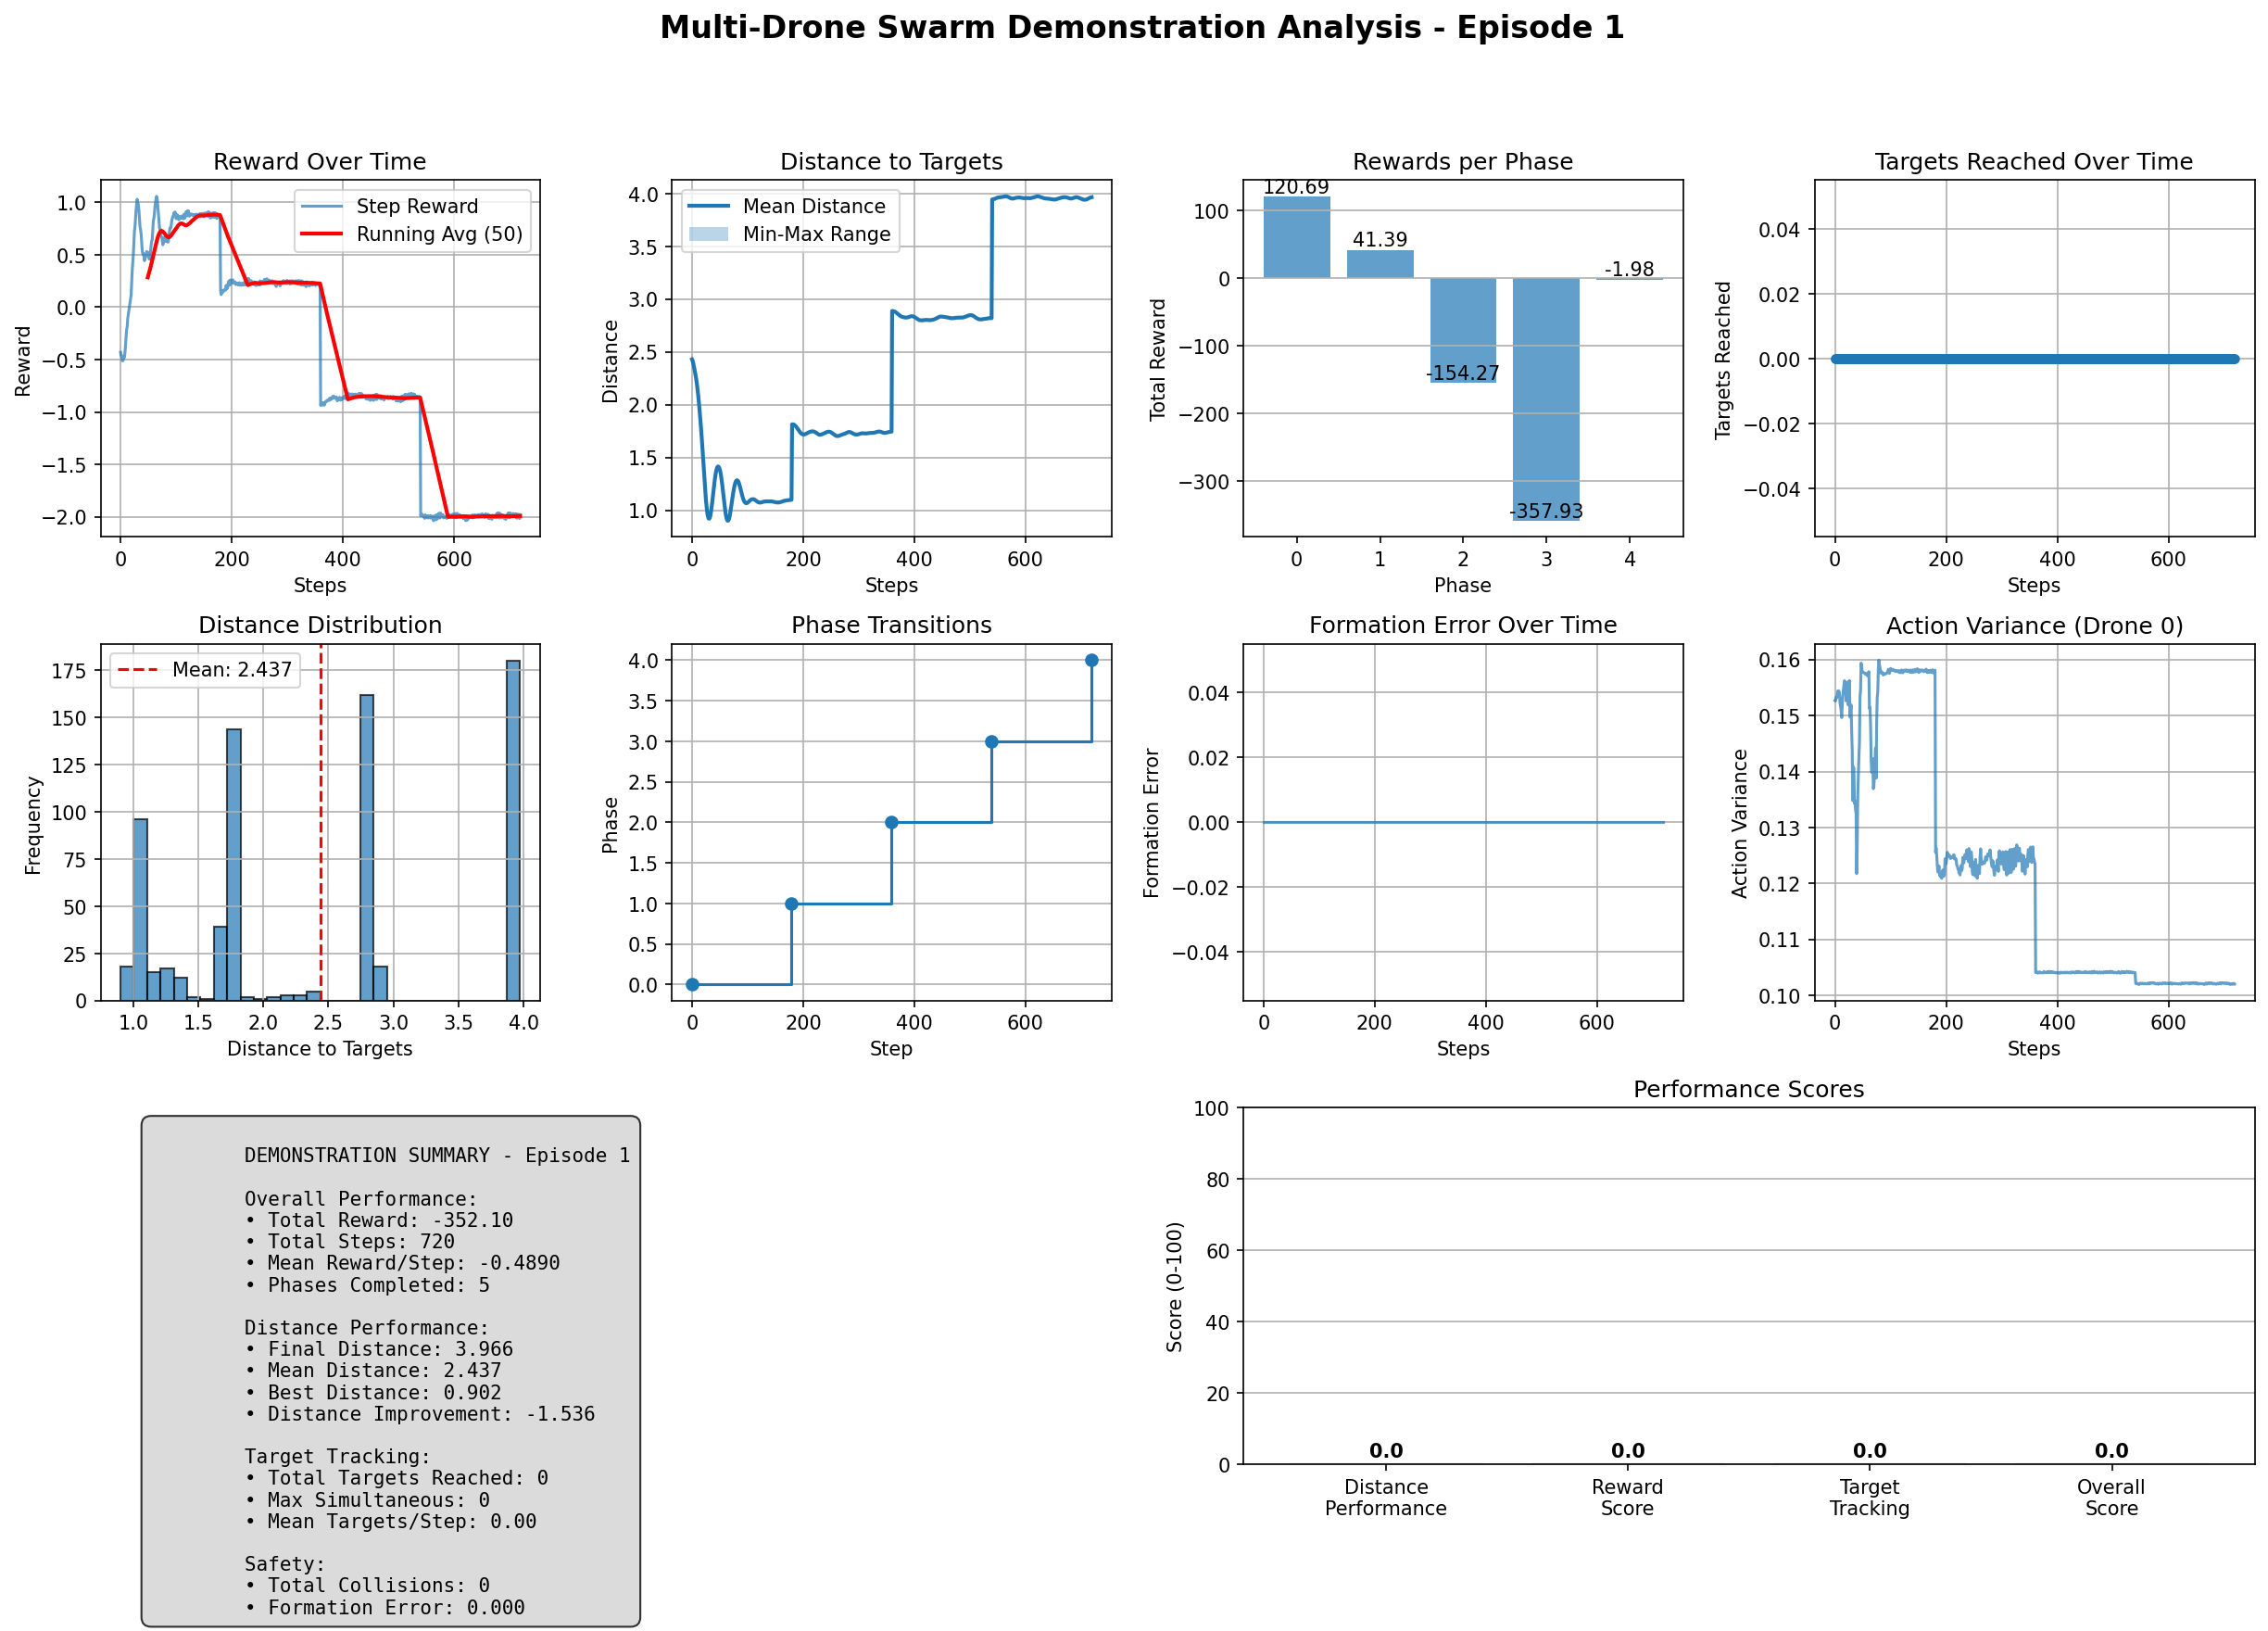 Multi-Drone Swarm Demonstration Analysis - Episode 1
Reward Over Time
Reward
1.0
0.5
0.0
−0.5
−1.0
−1.5
−2.0
Step Reward
Running Avg (50)
0 200 400 600
Steps
Distance to Targets
Distance
4.0
3.5
3.0
2.5
2.0
1.5
1.0
Mean Distance
Min-Max Range
0 200 400 600
Steps
Rewards per Phase
Total Reward
100
0
−100
−200
−300
120.69
41.39
-154.27
-357.93
-1.98
0 1 2 3 4
Phase
Targets Reached Over Time
Targets Reached
0.04
0.02
0.00
−0.02
−0.04
0 200 400 600
Steps
Distance Distribution
Frequency
175
150
125
100
75
50
25
0
Mean: 2.437
1.0 1.5 2.0 2.5 3.0 3.5 4.0
Distance to Targets
Phase Transitions
Phase
4.0
3.5
3.0
2.5
2.0
1.5
1.0
0.5
0.0
0 200 400 600
Step
Formation Error Over Time
Formation Error
0.04
0.02
0.00
−0.02
−0.04
0 200 400 600
Steps
Action Variance (Drone 0)
Action Variance
0.16
0.15
0.14
0.13
0.12
0.11
0.10
0 200 400 600
Steps
DEMONSTRATION SUMMARY - Episode 1
Overall Performance:
• Total Reward: -352.10
• Total Steps: 720
• Mean Reward/Step: -0.4890
• Phases Completed: 5
Distance Performance:
• Final Distance: 3.966
• Mean Distance: 2.437
• Best Distance: 0.902
• Distance Improvement: -1.536
Target Tracking:
• Total Targets Reached: 0
• Max Simultaneous: 0
• Mean Targets/Step: 0.00
Safety:
• Total Collisions: 0
• Formation Error: 0.000
Performance Scores
Score (0-100)
100
80
60
40
20
0
0.0 0.0 0.0 0.0
Distance
Performance
Reward
Score
Target
Tracking
Overall
Score